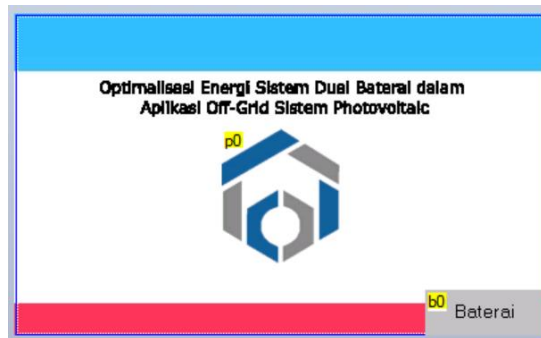 Optimalisasi Energi Sistem Dual Baterai dalam
Aplikasi Off-Grid Sistem Photovoltaic
p0
b0
Baterai